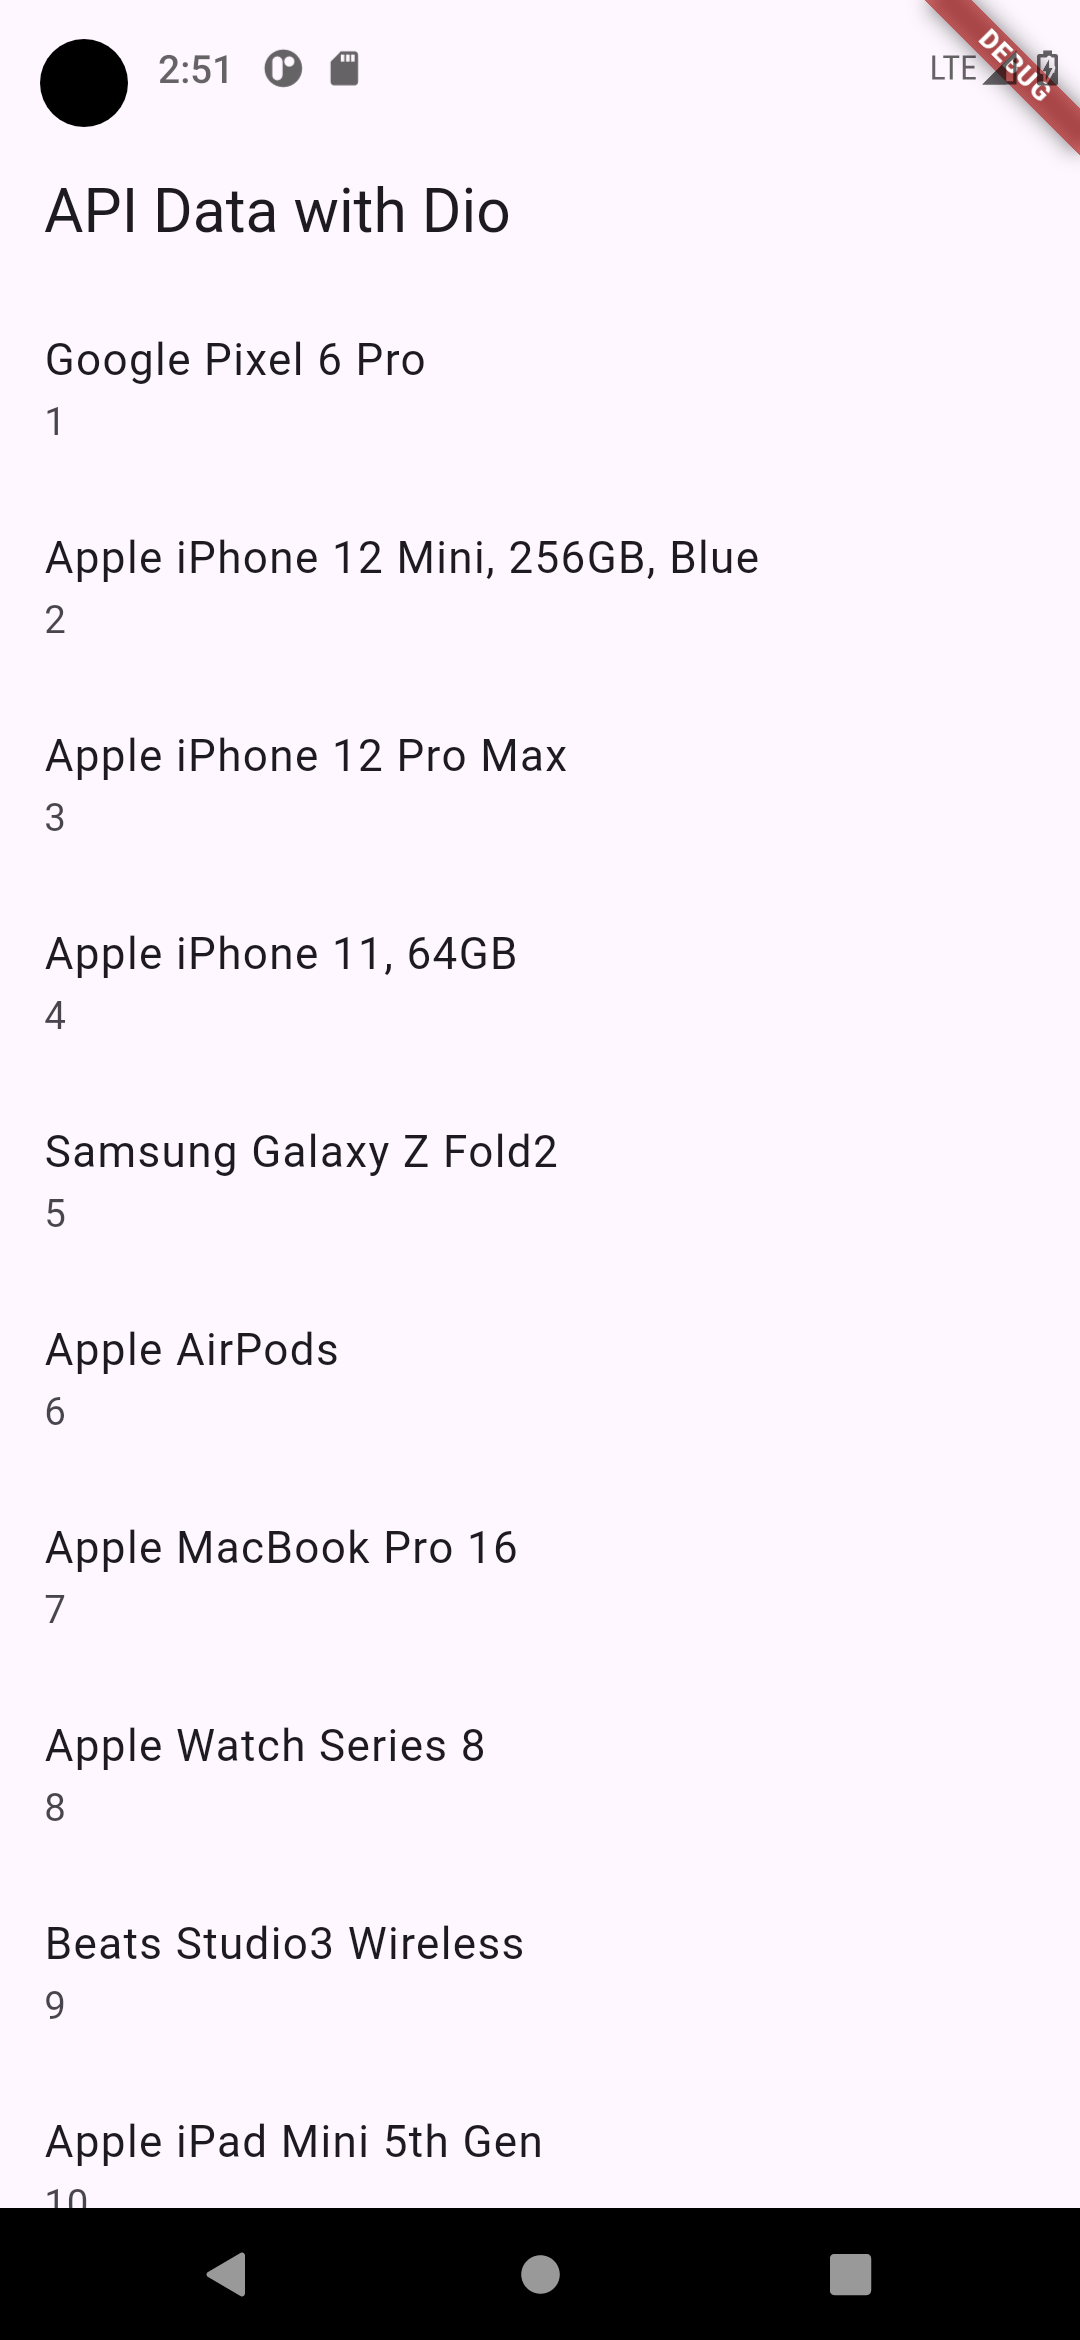 2:51
LTE
DEBUG
API Data with Dio
Google Pixel 6 Pro
1
Apple iPhone 12 Mini, 256GB, Blue
2
Apple iPhone 12 Pro Max
3
Apple iPhone 11, 64GB
4
Samsung Galaxy Z Fold2
5
Apple AirPods
6
Apple MacBook Pro 16
7
Apple Watch Series 8
8
Beats Studio3 Wireless
9
Apple iPad Mini 5th Gen
10